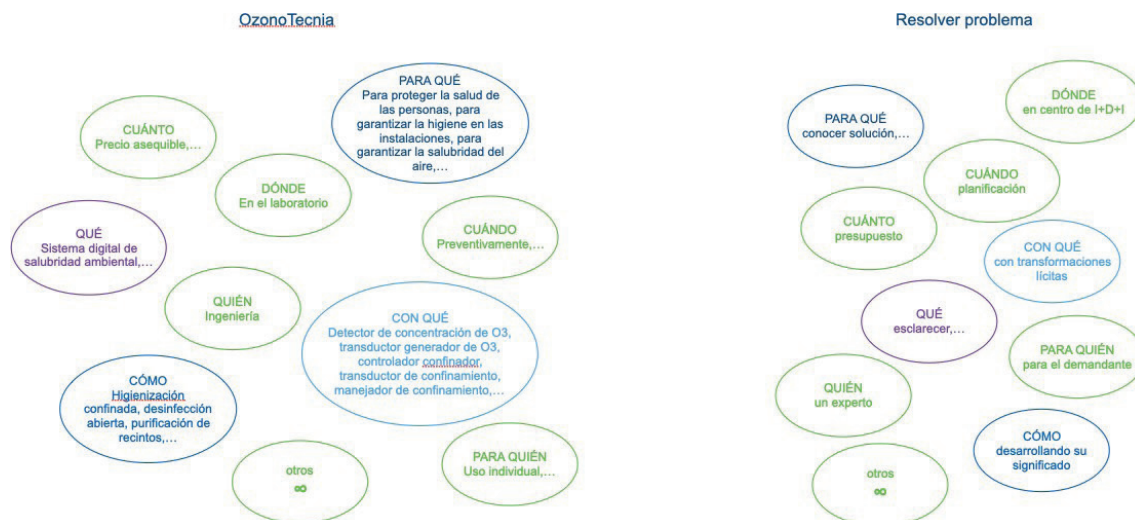 OzonoTecnia
PARA QUÉ
Para proteger la salud de
las personas, para
garantizar la higiene en las
instalaciones, para
garantizar la salubridad del
aire,...
CUÁNTO
Precio asequible,...
DÓNDE
En el laboratorio
QUÉ
Sistema digital de
salubridad ambiental,...
CUÁNDO
Preventivamente,...
QUIÉN
Ingeniería
CON QUÉ
Detector de concentración de O3,
transductor generador de O3,
controlador confinador,
transductor de confinamiento,
manejador de confinamiento,...
CÓMO
Higienización
confinada, desinfección
abierta, purificación de
recintos,...
PARA QUIÉN
Uso individual,...
otros
∞
Resolver problema
DÓNDE
en centro de I+D+I
PARA QUÉ
conocer solución,...
CUÁNDO
planificación
CUÁNTO
presupuesto
CON QUÉ
con transformaciones
lícitas
QUÉ
esclarecer,...
PARA QUIÉN
para el demandante
QUIÉN
un experto
CÓMO
desarrollando su
significado
otros
∞